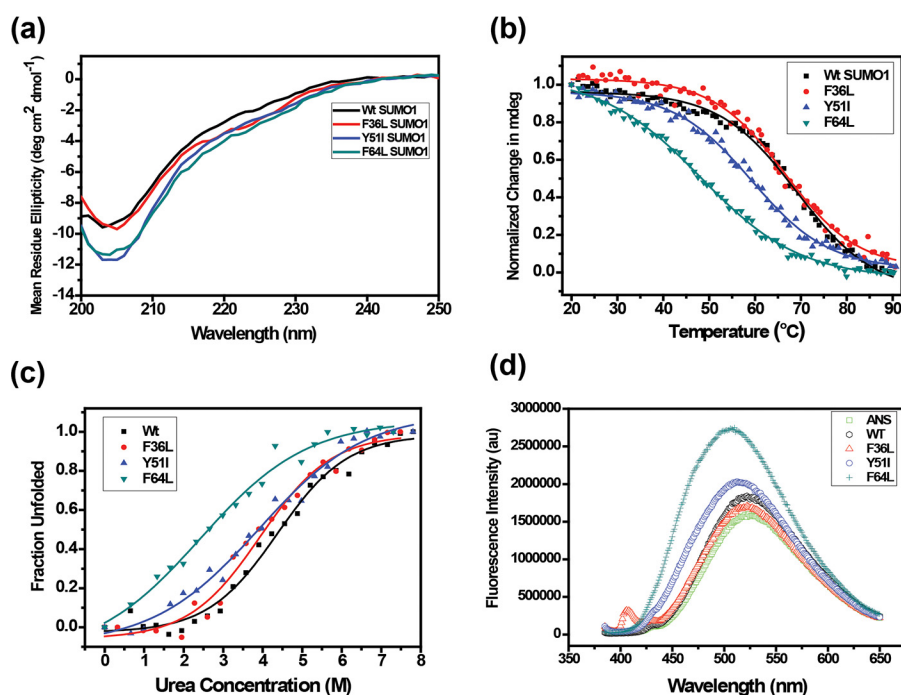 (a)
Mean Residue Ellipticity (deg cm² dmol⁻¹)
0
-2
-4
-6
-8
-10
-12
-14
200 210 220 230 240 250
Wavelength (nm)
Wt SUMO1
F36L SUMO1
Y51I SUMO1
F64L SUMO1
(b)
Normalized Change in mdeg
1.0
0.8
0.6
0.4
0.2
0.0
20 30 40 50 60 70 80 90
Temperature (°C)
Wt SUMO1
F36L
Y51I
F64L
(c)
Fraction Unfolded
1.0
0.8
0.6
0.4
0.2
0.0
0 1 2 3 4 5 6 7 8
Urea Concentration (M)
Wt
F36L
Y51I
F64L
(d)
Fluorescence Intensity (au)
3000000
2500000
2000000
1500000
1000000
500000
0
350 400 450 500 550 600 650
Wavelength (nm)
ANS
WT
F36L
Y51I
F64L